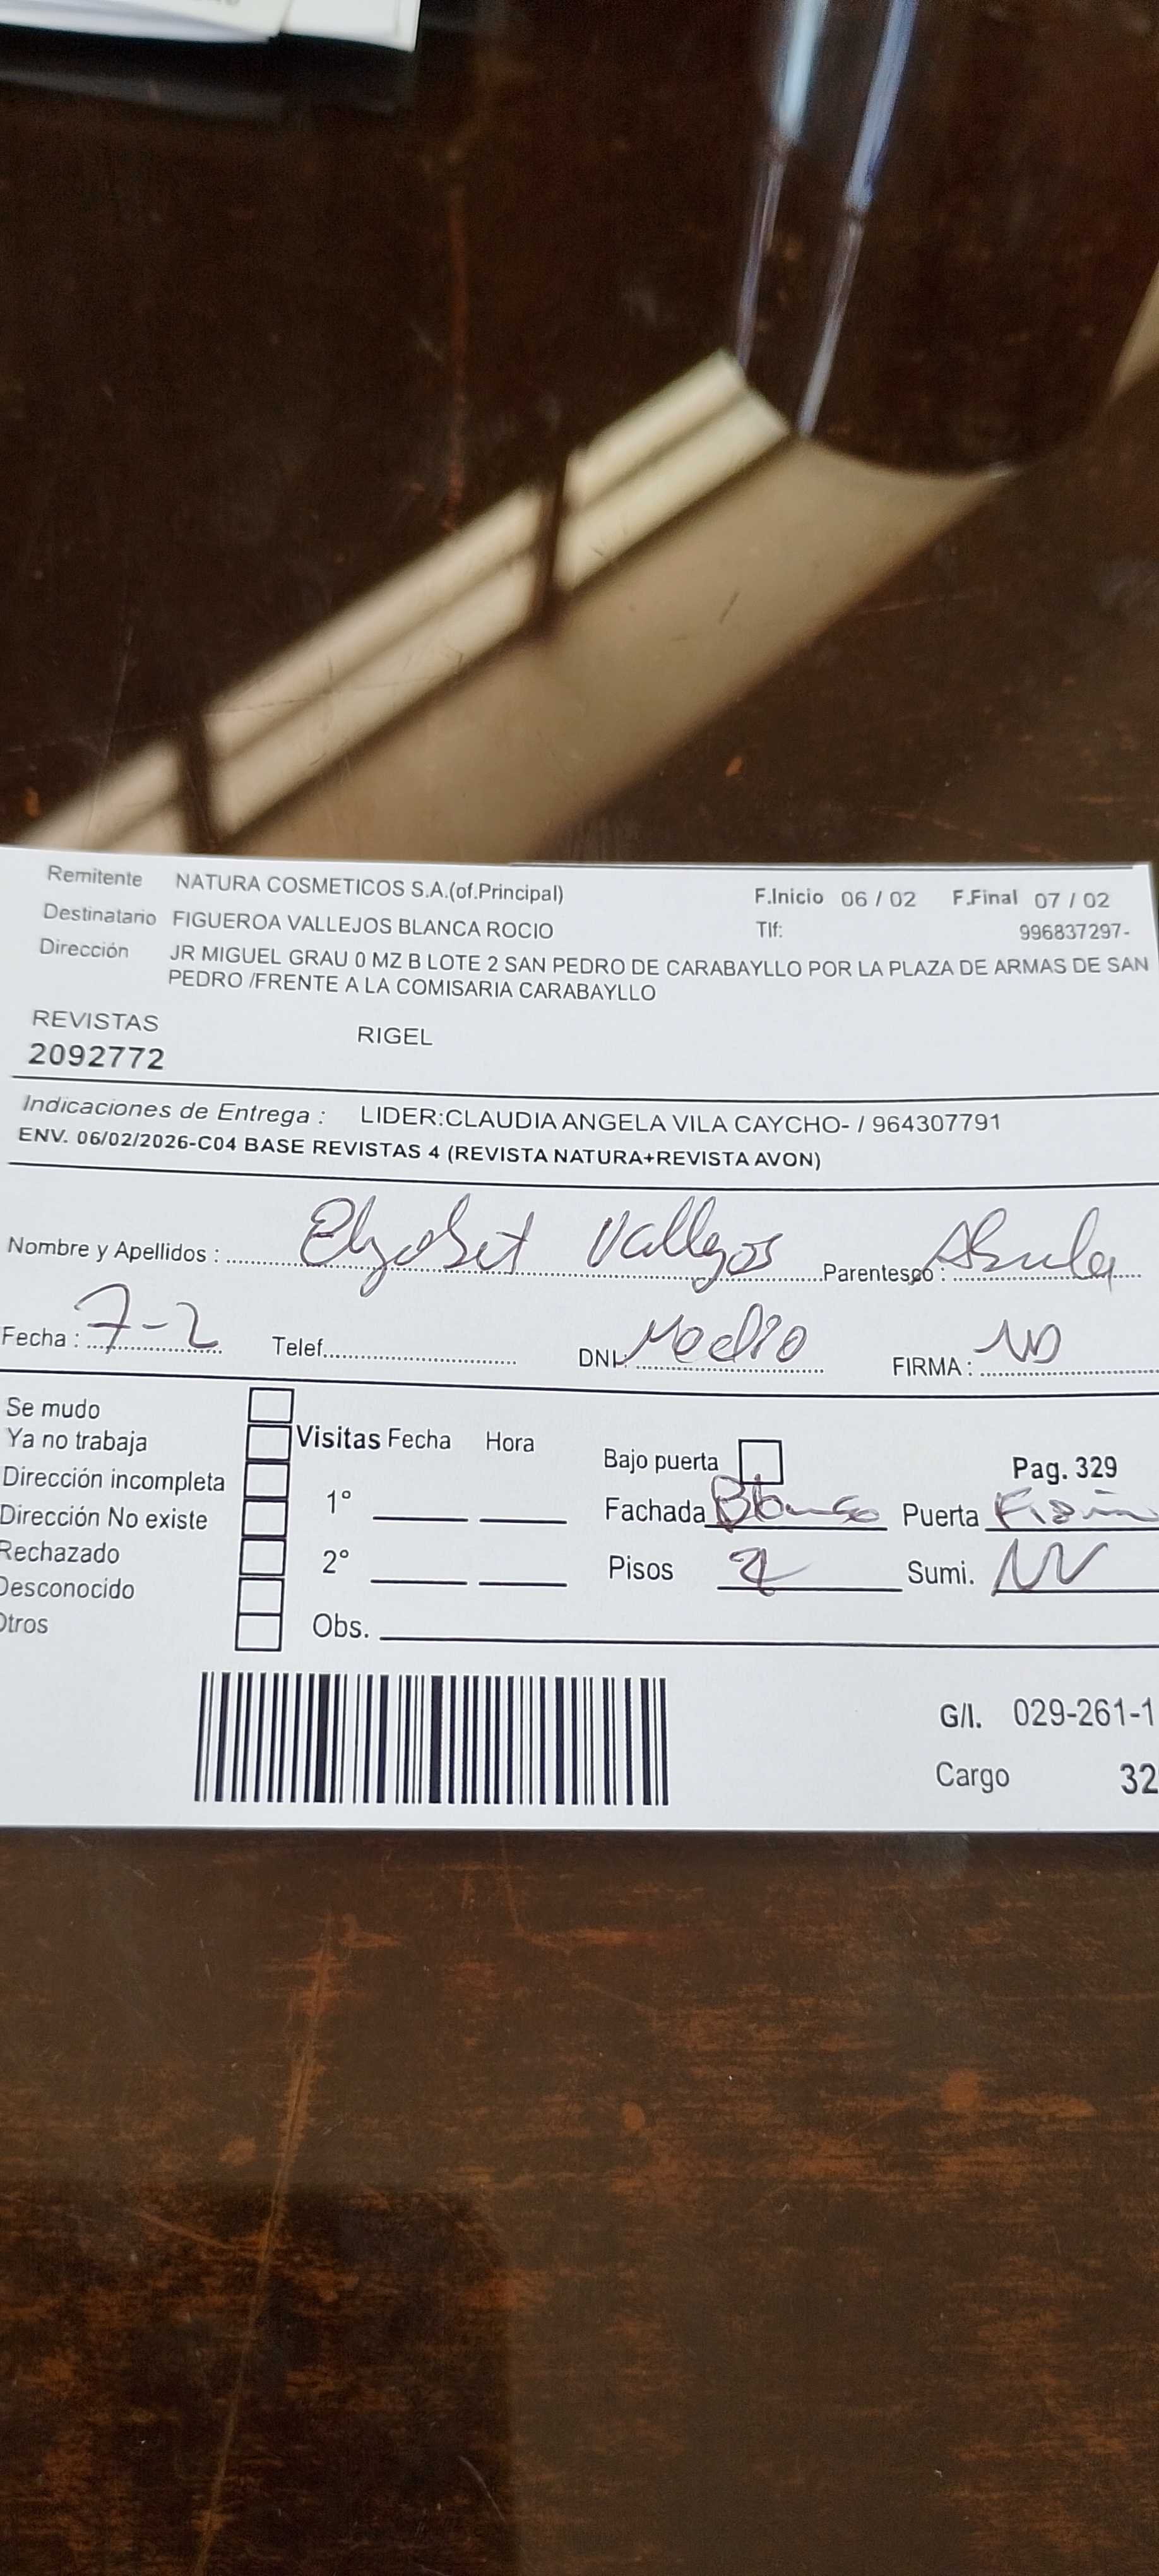 Remitente NATURA COSMETICOS S.A.(of.Principal) F.Inicio 06 / 02 F.Final 07 / 02
Destinatario FIGUEROA VALLEJOS BLANCA ROCIO Tlf: 996837297-
Dirección JR MIGUEL GRAU 0 MZ B LOTE 2 SAN PEDRO DE CARABAYLLO POR LA PLAZA DE ARMAS DE SAN
PEDRO /FRENTE A LA COMISARIA CARABAYLLO
REVISTAS RIGEL
2092772
Indicaciones de Entrega : LIDER:CLAUDIA ANGELA VILA CAYCHO- / 964307791
ENV. 06/02/2026-C04 BASE REVISTAS 4 (REVISTA NATURA+REVISTA AVON)
Nombre y Apellidos : Vallejos Parentesco :
Fecha : 7-2 Telef. DNI: Medio FIRMA : NO
Se mudo
Ya no trabaja Visitas Fecha Hora Bajo puerta Pag. 329
Dirección incompleta 1° Fachada Blanco Puerta
Dirección No existe
Rechazado 2° Pisos 2 Sumi. NV
Desconocido
Otros Obs.
G/I. 029-261-1
Cargo 32